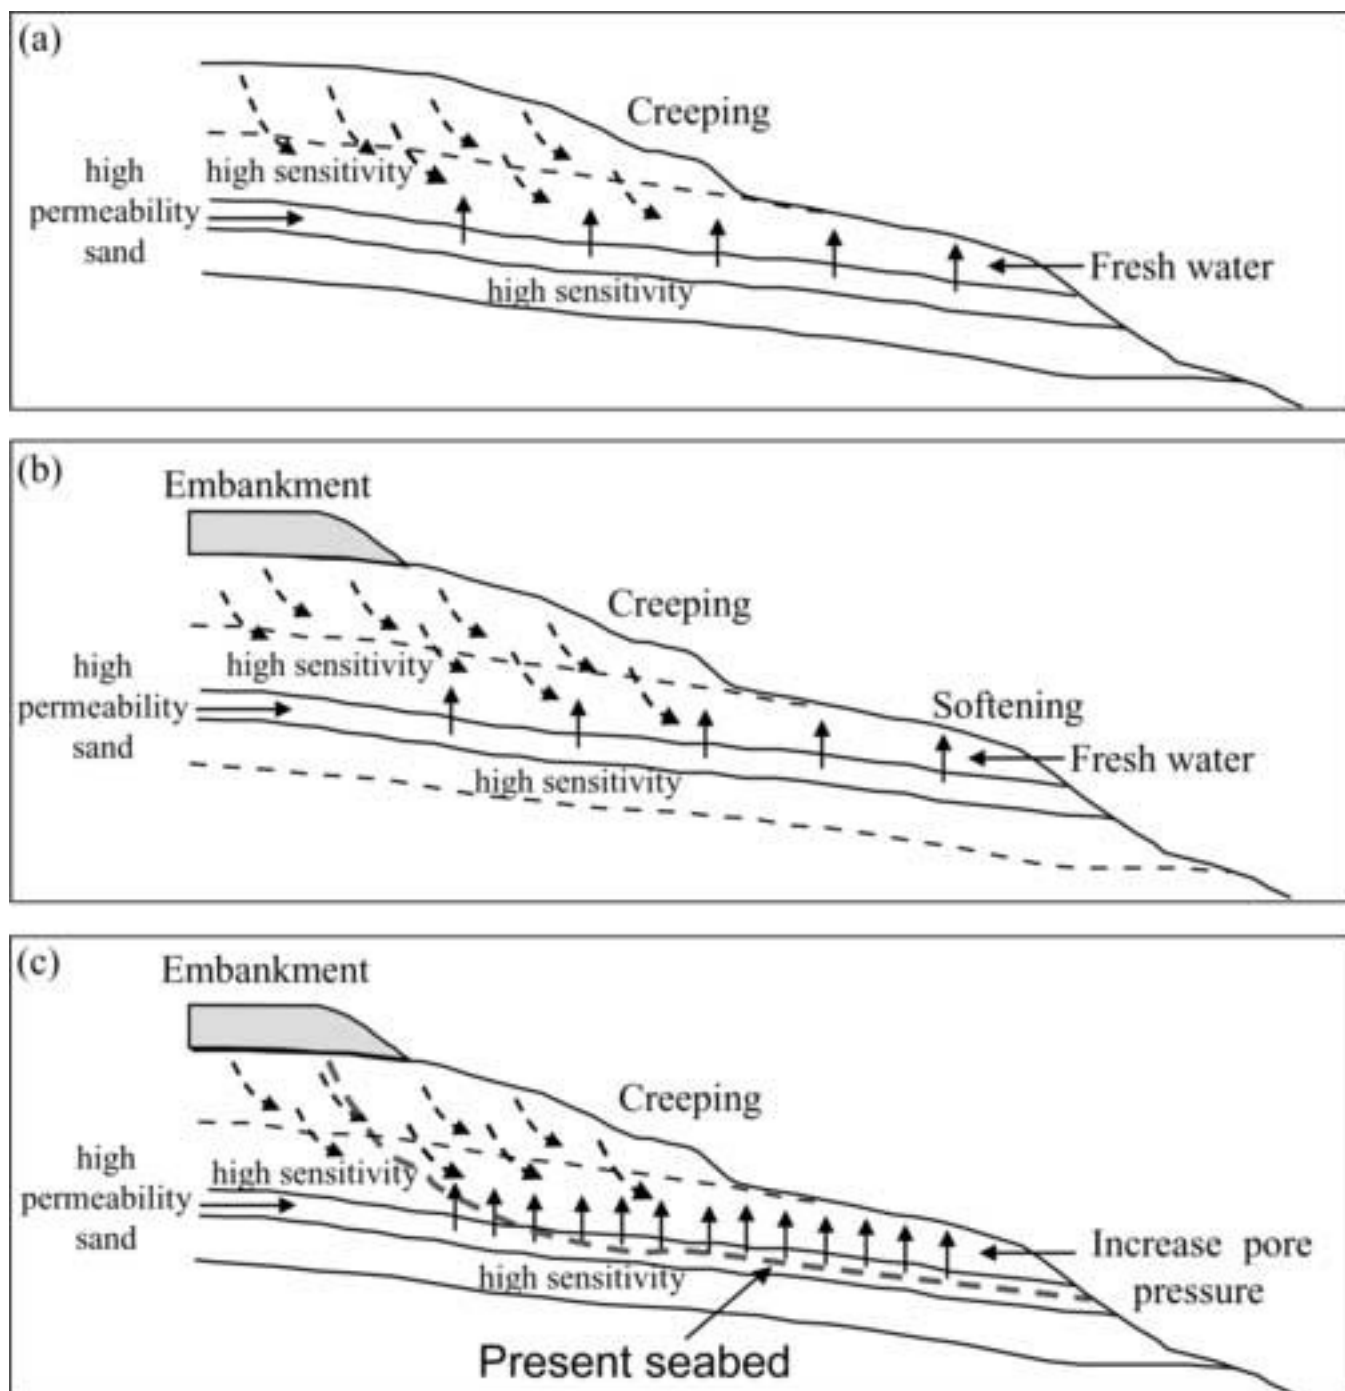 (a)
Creeping
high
permeability
sand
high sensitivity
high sensitivity
Fresh water
(b)
Embankment
Creeping
high sensitivity
high
permeability
sand
Softening
Fresh water
high sensitivity
(c)
Embankment
Creeping
high
permeability
sand
high sensitivity
high sensitivity
Increase pore
pressure
Present seabed